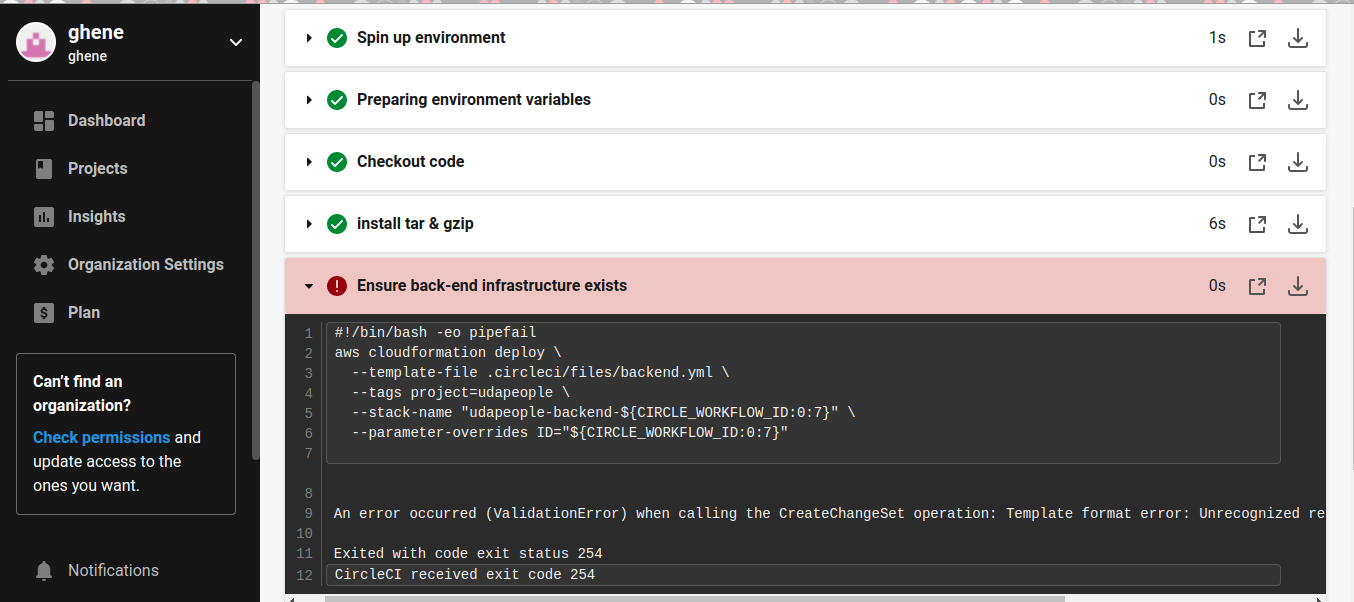 ghene
ghene
Dashboard
Projects
Insights
Organization Settings
Plan
Can't find an
organization?
Check permissions and
update access to the
ones you want.
Notifications
Spin up environment 1s
Preparing environment variables 0s
Checkout code 0s
install tar & gzip 6s
Ensure back-end infrastructure exists 0s
1 #!/bin/bash -eo pipefail
2 aws cloudformation deploy \
3   --template-file .circleci/files/backend.yml \
4   --tags project=udapeople \
5   --stack-name "udapeople-backend-${CIRCLE_WORKFLOW_ID:0:7}" \
6   --parameter-overrides ID="${CIRCLE_WORKFLOW_ID:0:7}"
7
8
9 An error occurred (ValidationError) when calling the CreateChangeSet operation: Template format error: Unrecognized re
10
11 Exited with code exit status 254
12 CircleCI received exit code 254